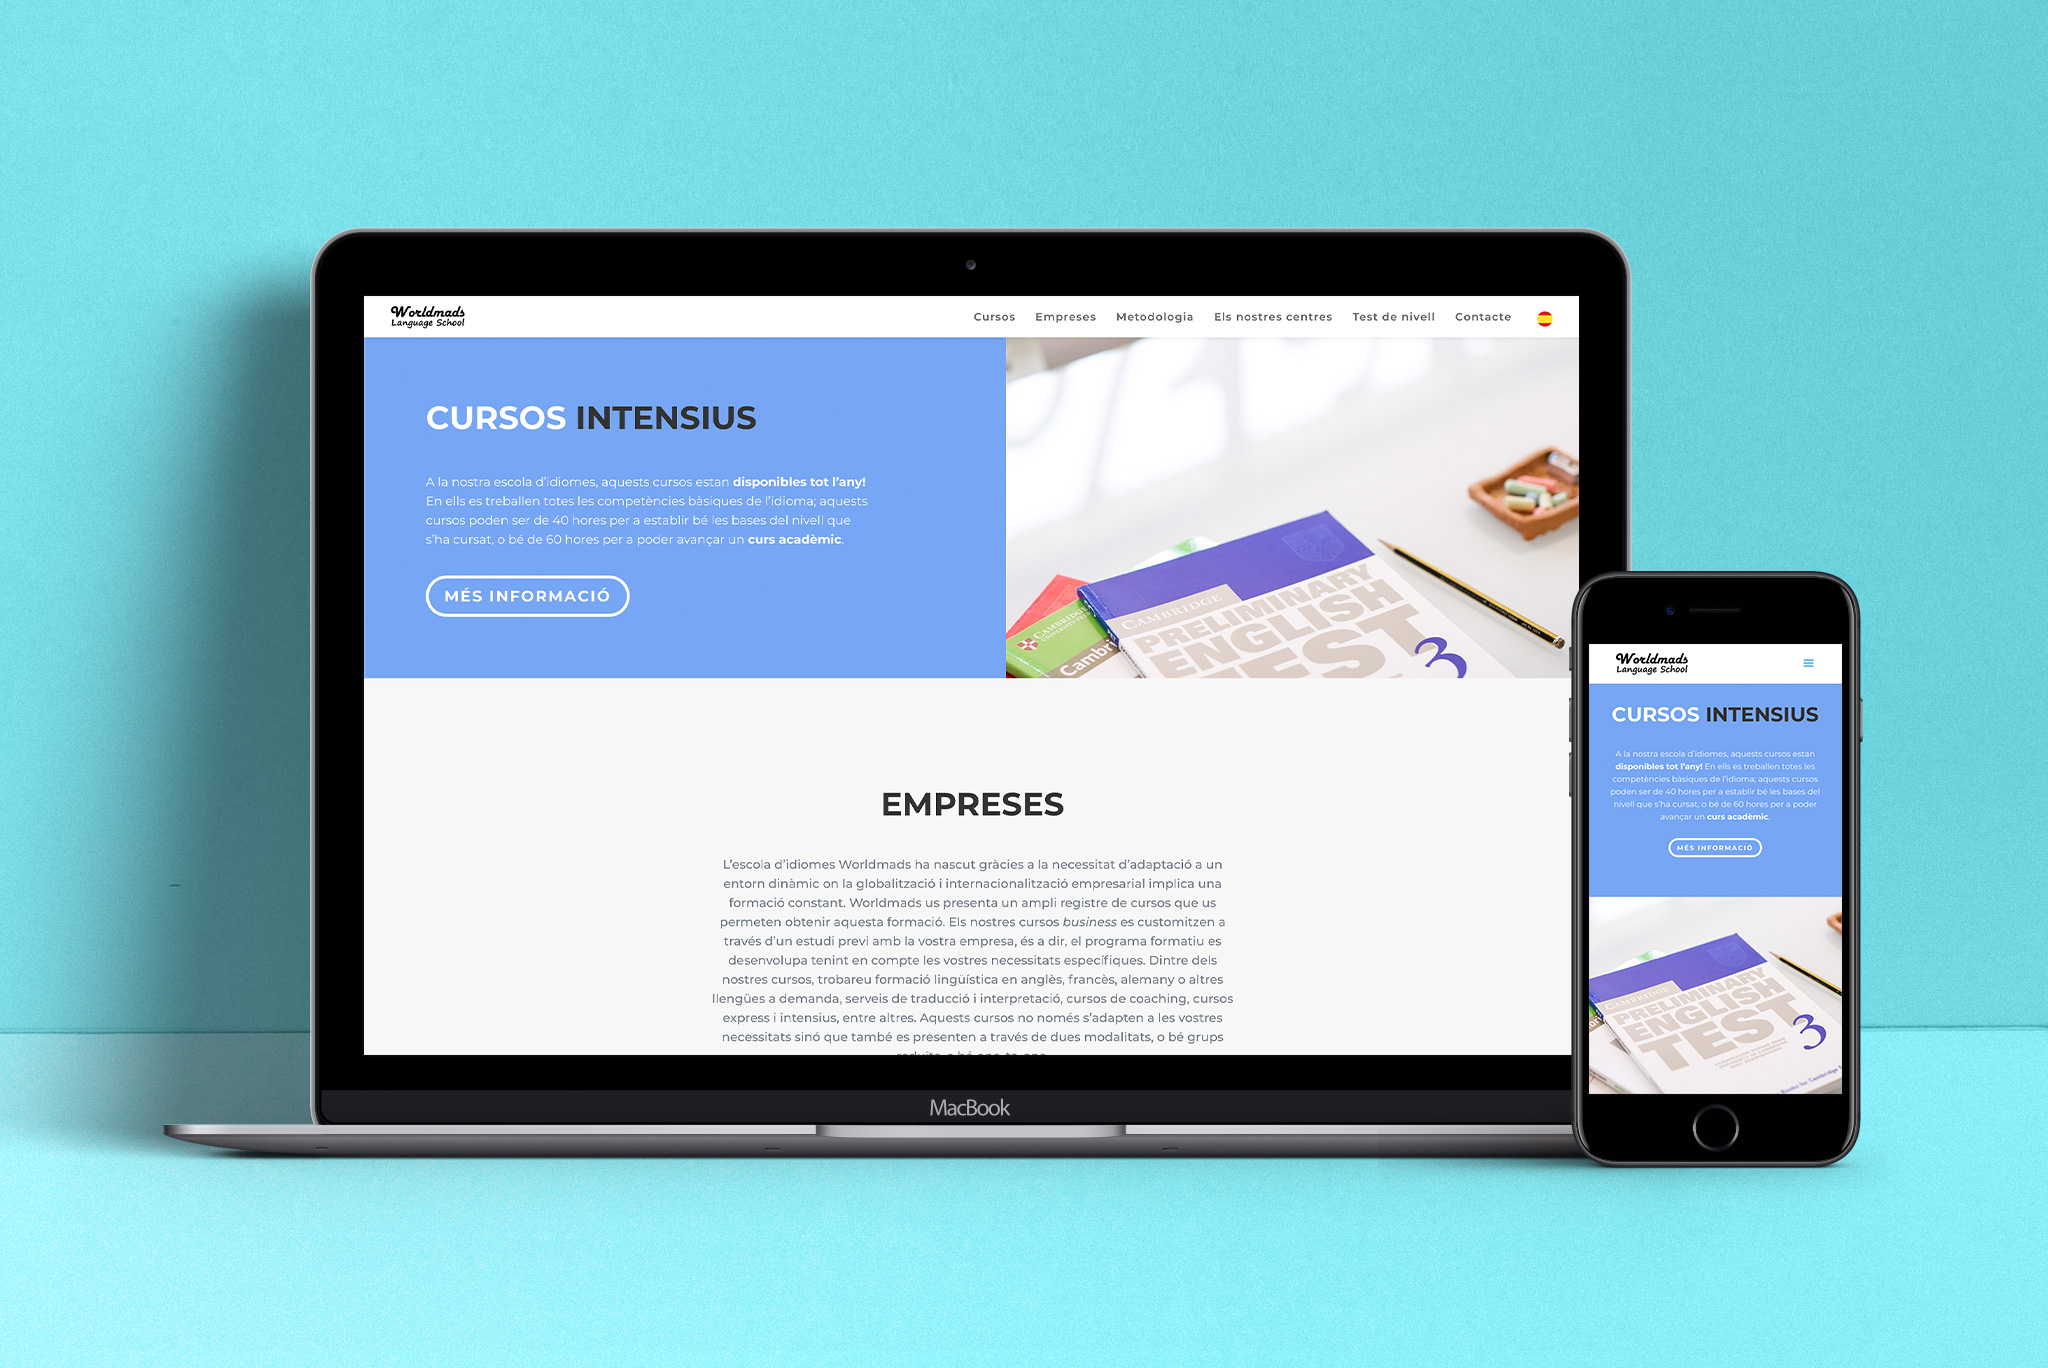 Worldmads
Language School
Cursos Empreses Metodologia Els nostres centres Test de nivell Contacte
CURSOS INTENSIUS
A la nostra escola d'idiomes, aquests cursos estan disponibles tot l'any!
En ells es treballen totes les competències bàsiques de l'idioma; aquests
cursos poden ser de 40 hores per a establir bé les bases del nivell que
s'ha cursat, o bé de 60 hores per a poder avançar un curs acadèmic.
MÉS INFORMACIÓ
CAMBRIDGE
UNIVERSITY
Cambri
CAMBRIDGE
PRELIMINARY
ENGLISH
TEST 3
EMPRESES
L'escola d'idiomes Worldmads ha nascut gràcies a la necessitat d'adaptació a un
entorn dinàmic on la globalització i internacionalització empresarial implica una
formació constant. Worldmads us presenta un ampli registre de cursos que us
permeten obtenir aquesta formació. Els nostres cursos business es customitzen a
través d'un estudi previ amb la vostra empresa, és a dir, el programa formatiu es
desenvolupa tenint en compte les vostres necessitats específiques. Dintre dels
nostres cursos, trobareu formació lingüística en anglès, francès, alemany o altres
llengües a demanda, serveis de traducció i interpretació, cursos de coaching, cursos
express i intensius, entre altres. Aquests cursos no només s'adapten a les vostres
necessitats sinó que també es presenten a través de dues modalitats, o bé grups
MacBook
Worldmads
Language School
CURSOS INTENSIUS
A la nostra escola d'idiomes, aquests cursos estan
disponibles tot l'any! En ells es treballen totes les
competències bàsiques de l'idioma; aquests cursos
poden ser de 40 hores per a establir bé les bases del
nivell que s'ha cursat, o bé de 60 hores per a poder
avançar un curs acadèmic.
MÉS INFORMACIÓ
CAMBRIDGE
PRELIMINARY
ENGLISH
TEST 3